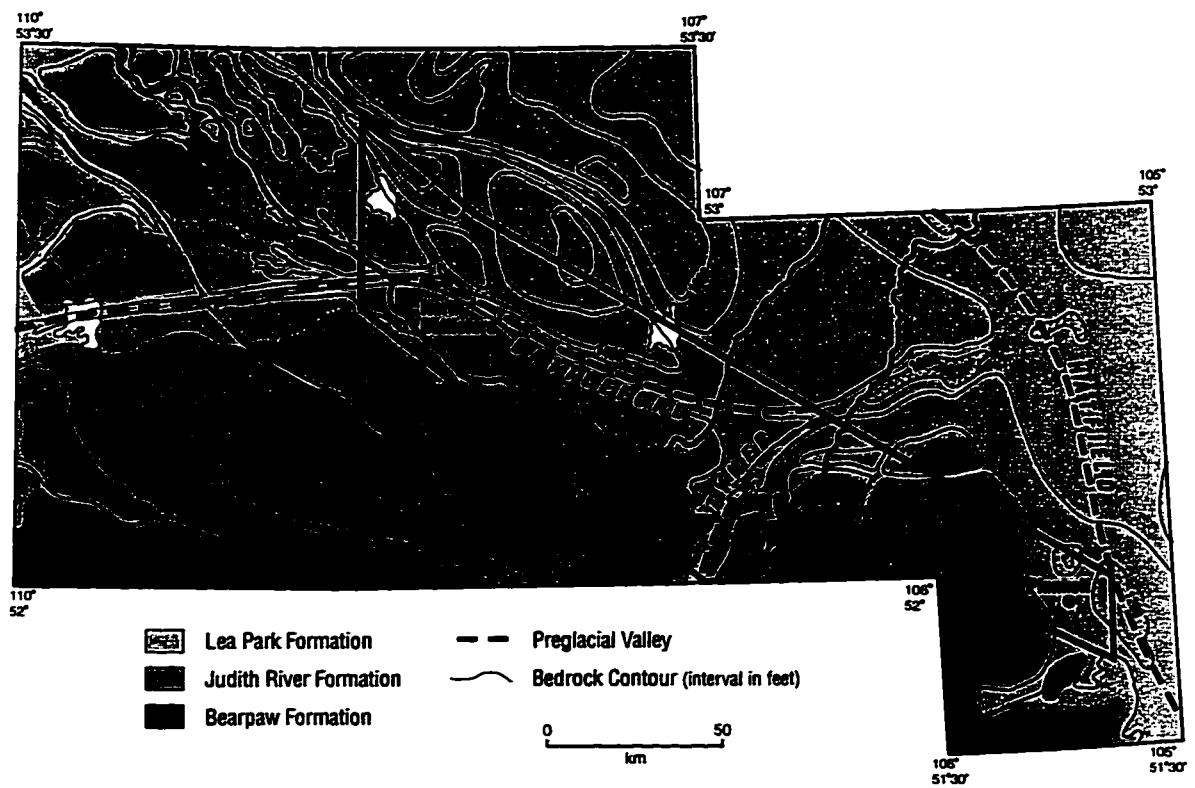 110°
53°30'
107°
53°30'
107°
53°
105°
53°
110°
52°
106°
52°
106°
51°30'
105°
51°30'
Lea Park Formation
Judith River Formation
Bearpaw Formation
Preglacial Valley
Bedrock Contour (interval in feet)
0 50
km